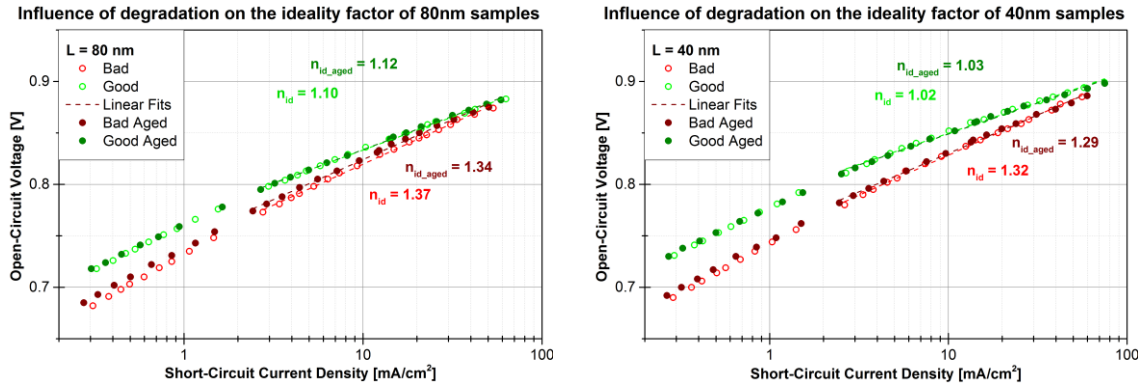 Influence of degradation on the ideality factor of 80nm samples
L = 80 nm
Bad
Good
Linear Fits
Bad Aged
Good Aged
n_id_aged = 1.12
n_id = 1.10
n_id_aged = 1.34
n_id = 1.37
0.9
0.8
0.7
Open-Circuit Voltage [V]
1
10
100
Short-Circuit Current Density [mA/cm²]
Influence of degradation on the ideality factor of 40nm samples
L = 40 nm
Bad
Good
Linear Fits
Bad Aged
Good Aged
n_id_aged = 1.03
n_id = 1.02
n_id_aged = 1.29
n_id = 1.32
0.9
0.8
0.7
Open-Circuit Voltage [V]
1
10
100
Short-Circuit Current Density [mA/cm²]